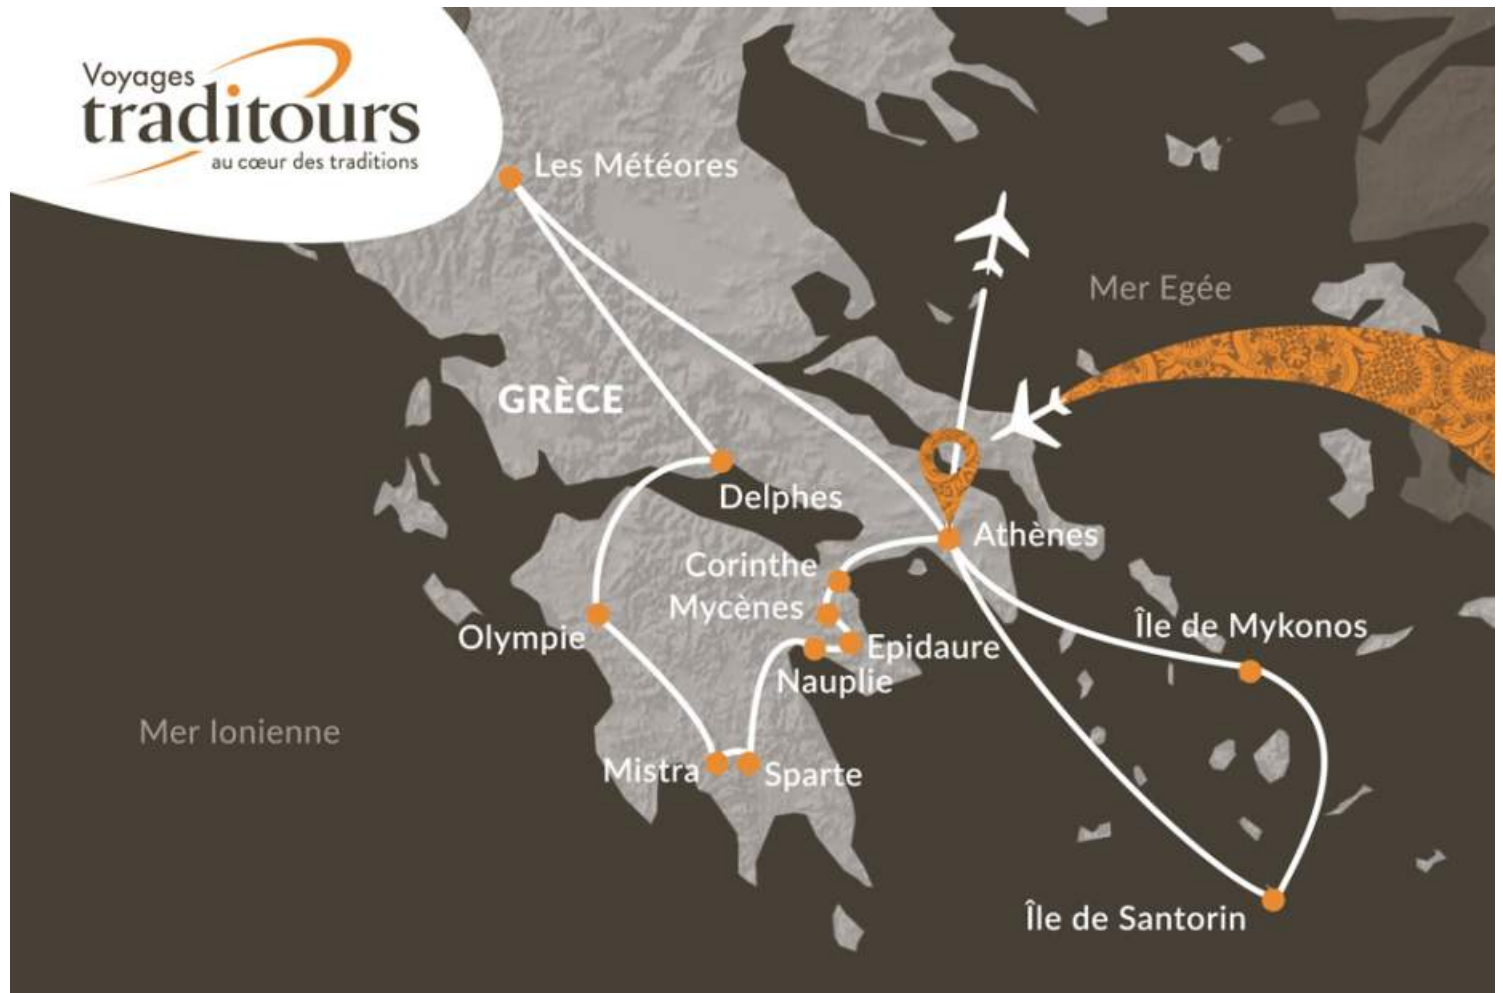 Voyages
traditours
au cœur des traditions
Les Météores
Mer Egée
GRÈCE
Delphes
Athènes
Corinthe
Mycènes
Île de Mykonos
Olympie
Epidaure
Nauplie
Mer Ionienne
Mistra
Sparte
Île de Santorin